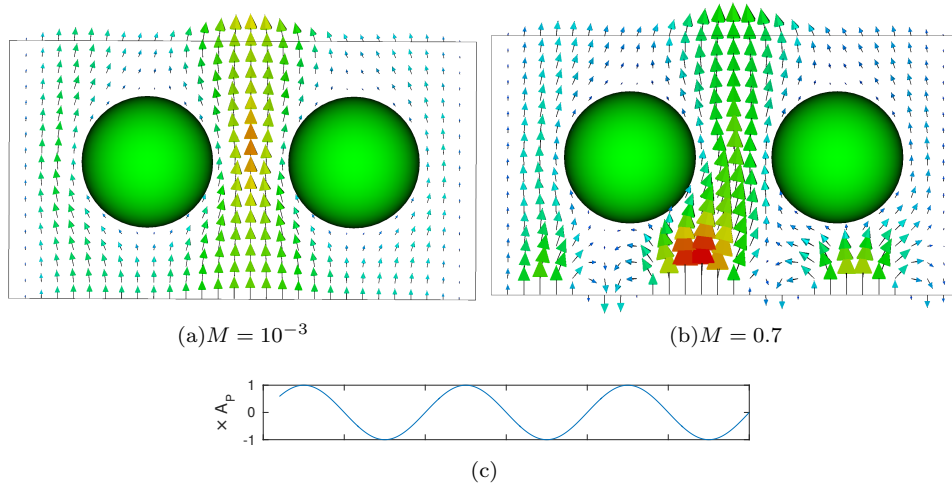 (a)M = 10⁻³
(b)M = 0.7
× A_P
1
0
-1
(c)